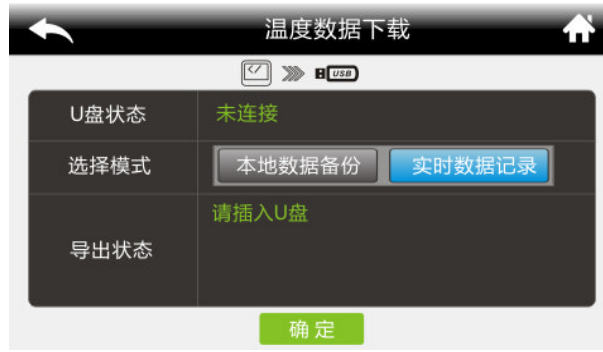 温度数据下载
USB
U盘状态 未连接
选择模式 本地数据备份 实时数据记录
请插入U盘
导出状态
确定